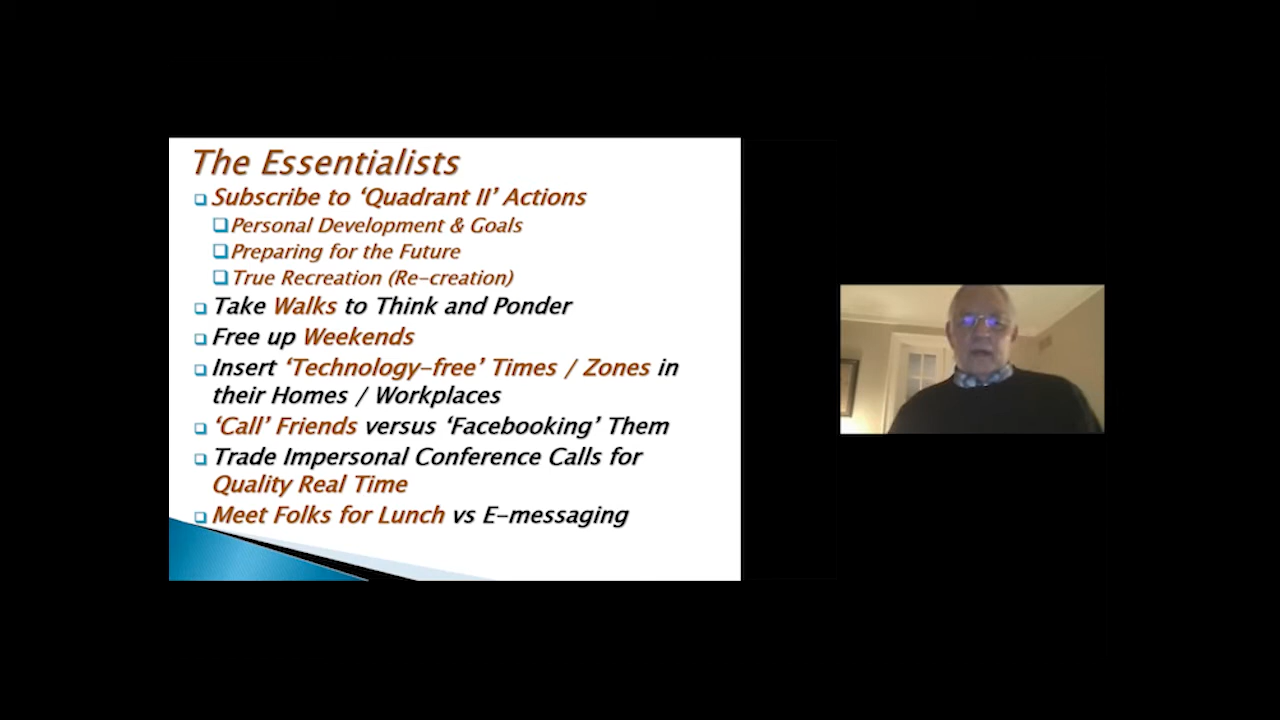 The Essentialists
Subscribe to ‘Quadrant II’ Actions
Personal Development & Goals
Preparing for the Future
True Recreation (Re-creation)
Take Walks to Think and Ponder
Free up Weekends
Insert ‘Technology-free’ Times / Zones in
their Homes / Workplaces
‘Call’ Friends versus ‘Facebooking’ Them
Trade Impersonal Conference Calls for
Quality Real Time
Meet Folks for Lunch vs E-messaging